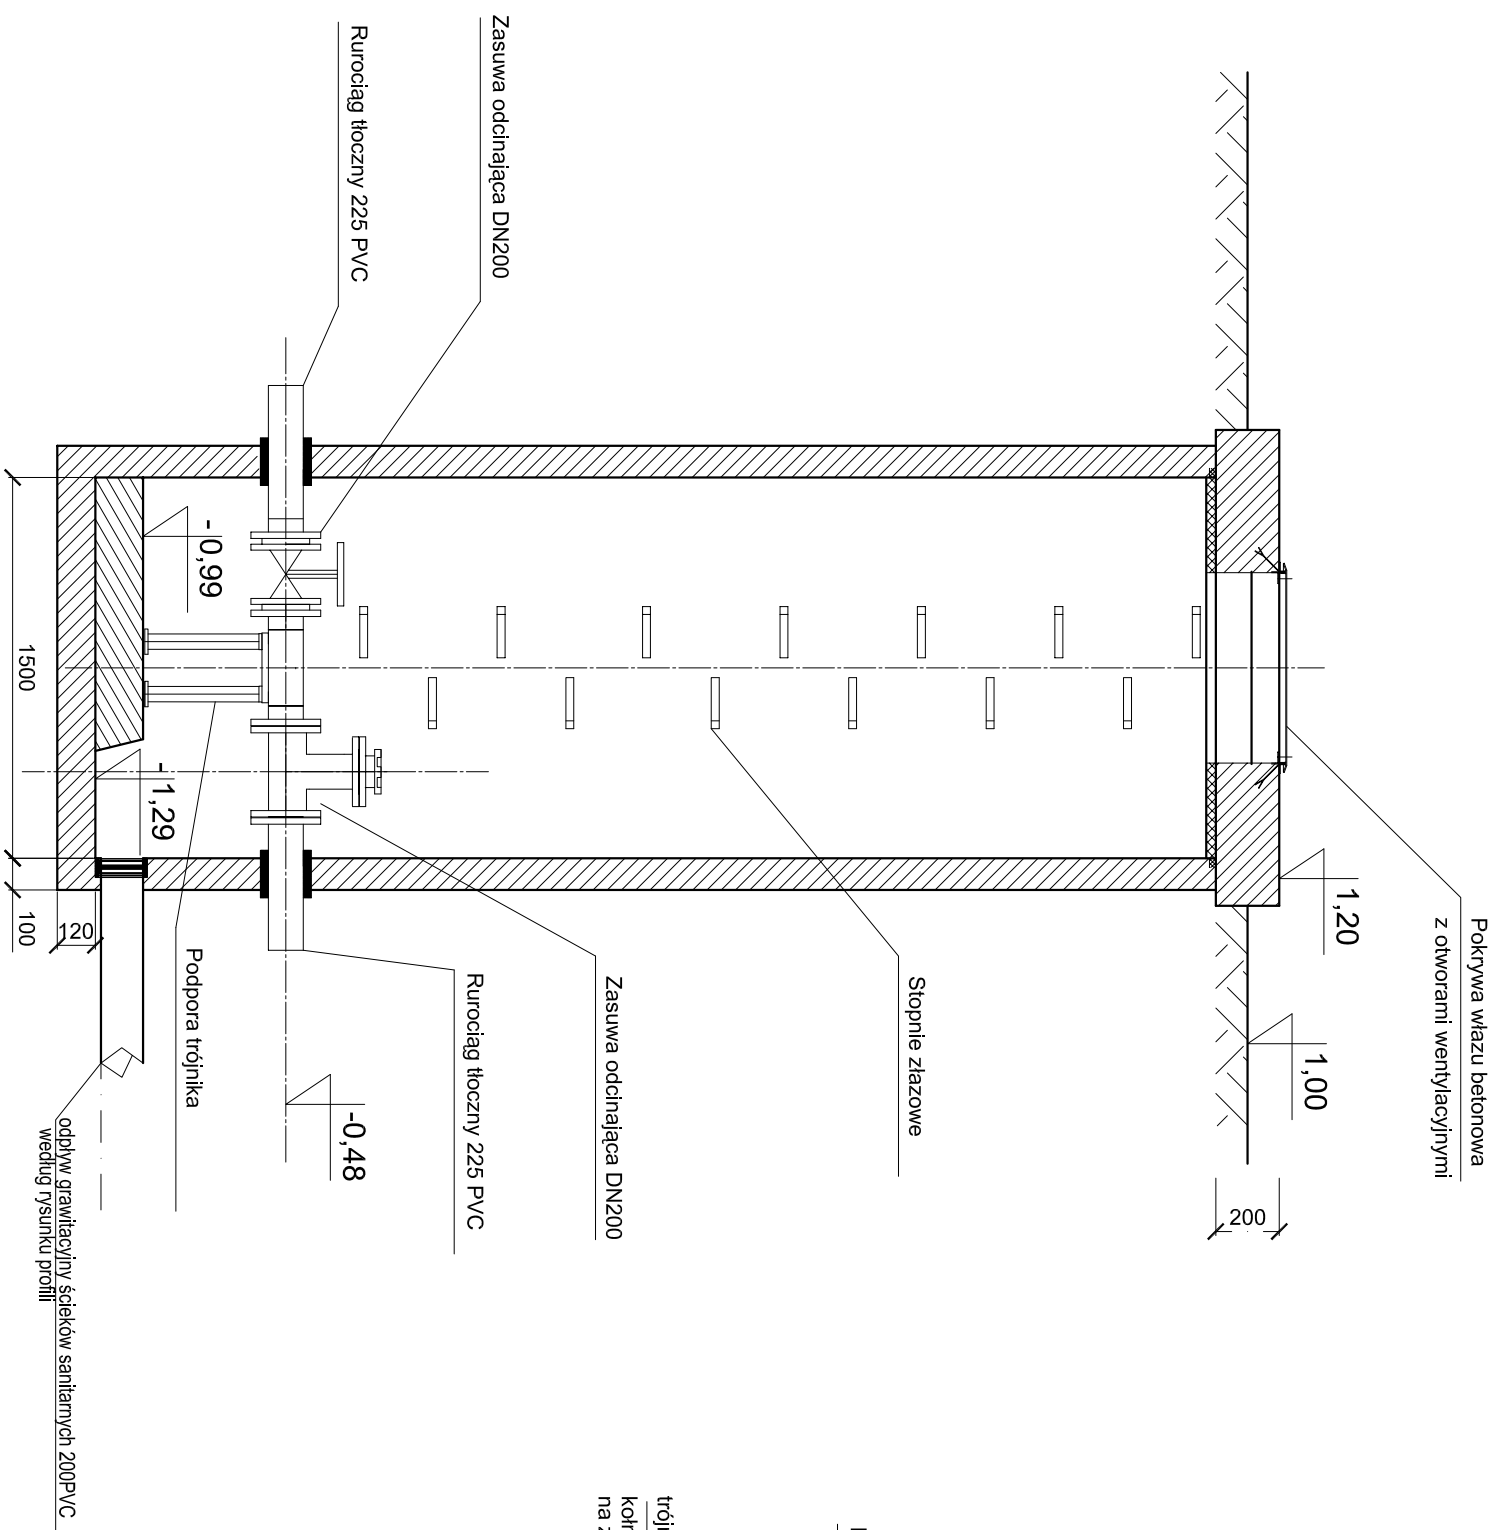 Pokrywa włazu betonowa
z otworami wentylacyjnymi
1,20
1,00
200
Stopnie złazowe
Zasuwa odcinająca DN200
Zasuwa odcinająca DN200
Rurociąg tłoczny 225 PVC
Rurociąg tłoczny 225 PVC
-0,48
-0,99
-1,29
Podpora trójnika
120
1500
100
odpływ grawitacyjny ścieków sanitarnych 200PVC
według rysunku profili
na